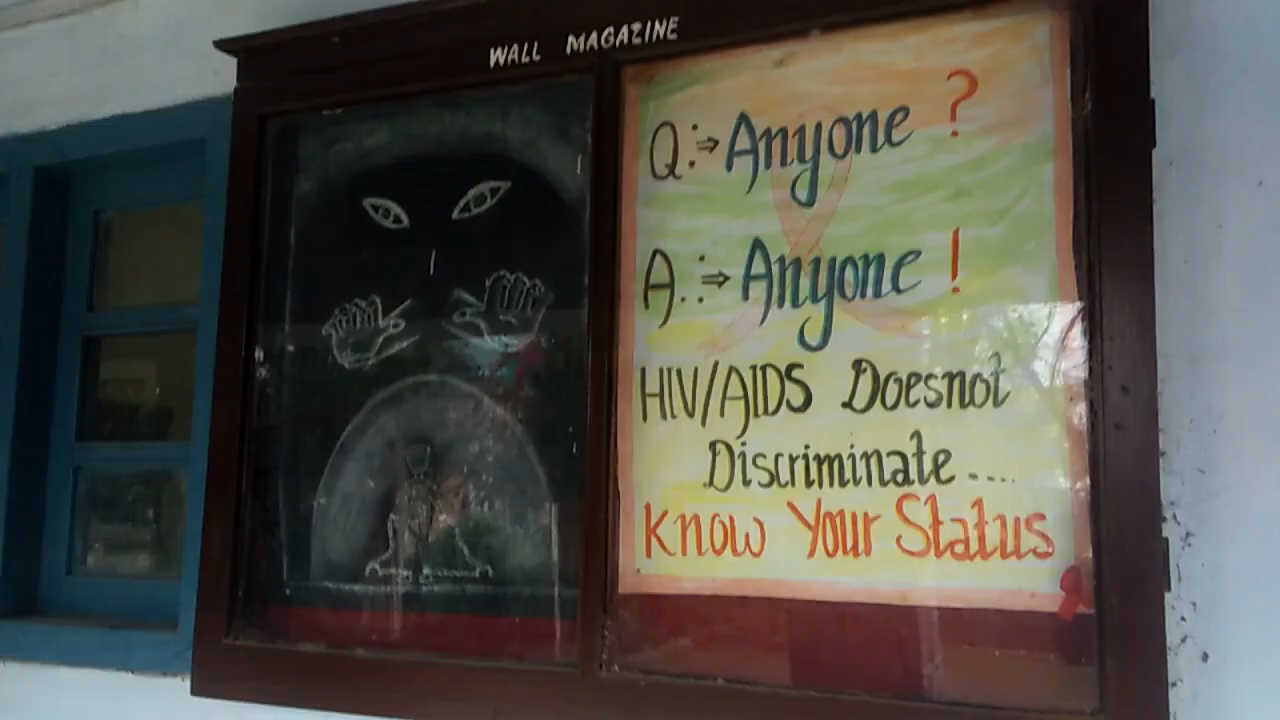 WALL MAGAZINE
Q.:⇒ Anyone ?
A.:⇒ Anyone !
HIV/AIDS Doesnot
Discriminate....
Know Your Status